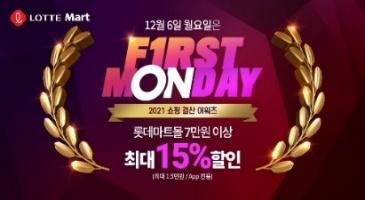 LOTTE Mart
12월 6일 월요일은
F1RST
MONDAY
2021 쇼핑 결산 어워즈
롯데마트몰 7만원 이상
최대 15%할인
(최대 1.5만원 / App 전용)